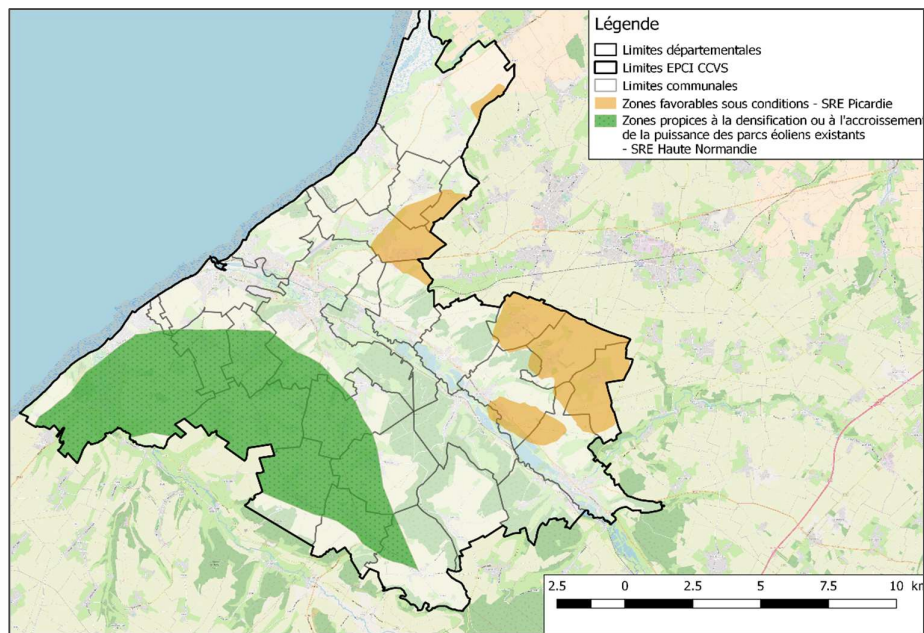 Légende
Limites départementales
Limites EPCI CCVS
Limites communales
Zones favorables sous conditions - SRE Picardie
Zones propices à la densification ou à l'accroissement
de la puissance des parcs éoliens existants
- SRE Haute Normandie
2.5 0 2.5 5 7.5 10 km